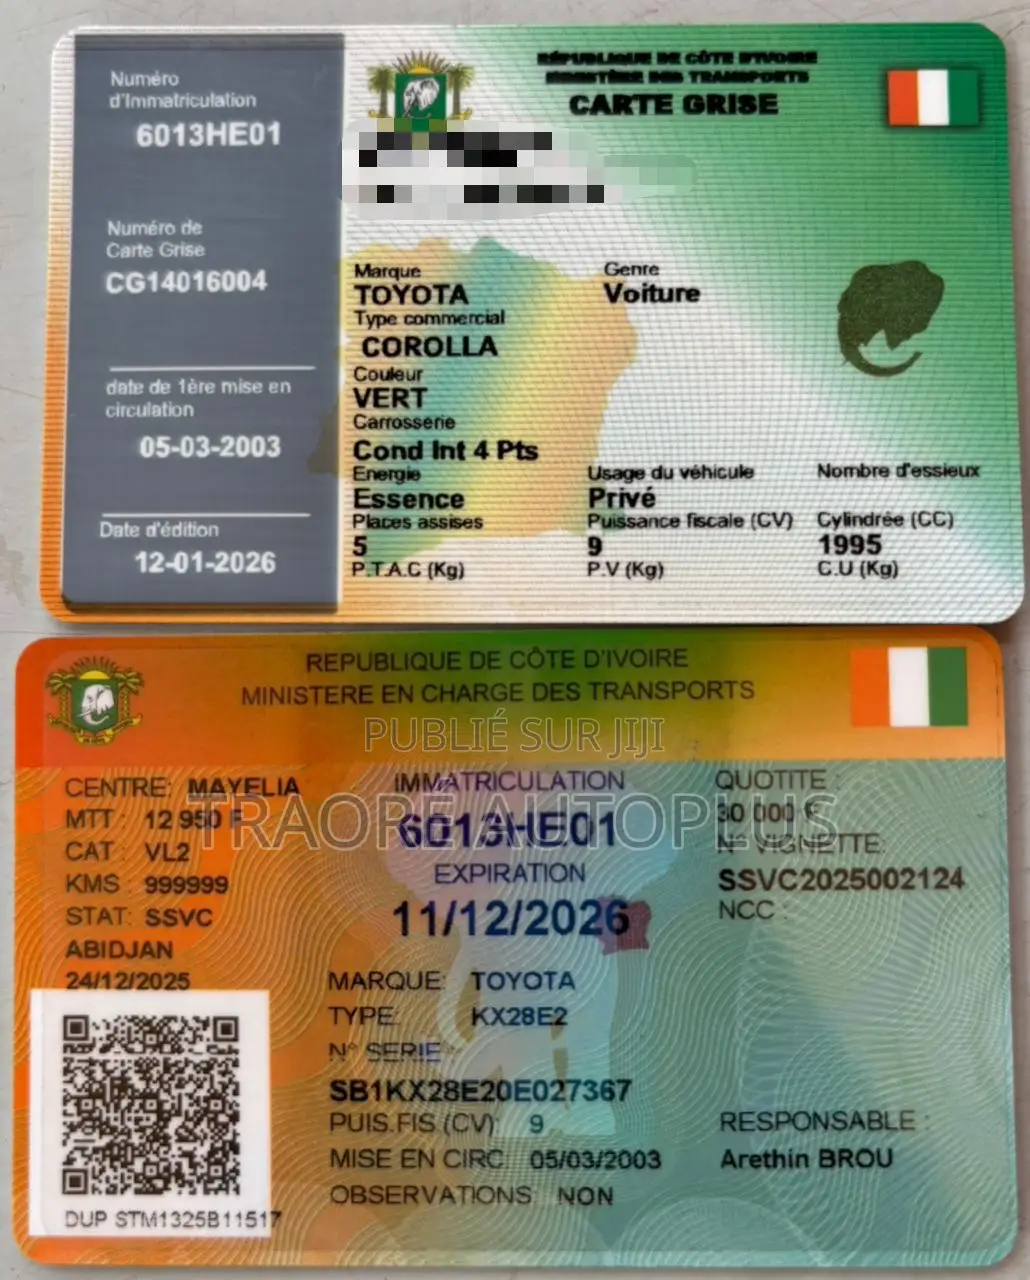 RÉPUBLIQUE DE CÔTE D'IVOIRE
MINISTÈRE DES TRANSPORTS
CARTE GRISE
Numéro
d'Immatriculation
6013HE01
Numéro de
Carte Grise
CG14016004
date de 1ère mise en
circulation
05-03-2003
Date d'édition
12-01-2026
Marque Genre
TOYOTA Voiture
Type commercial
COROLLA
Couleur
VERT
Carrosserie
Cond Int 4 Pts
Energie Usage du véhicule Nombre d'essieux
Essence Privé
Places assises Puissance fiscale (CV) Cylindrée (CC)
5 9 1995
P.T.A.C (Kg) P.V (Kg) C.U (Kg)
REPUBLIQUE DE CÔTE D'IVOIRE
MINISTERE EN CHARGE DES TRANSPORTS
PUBLIÉ SUR JIJI
TRAORÉ AUTOPLUS
CENTRE: MAYELIA
MTT : 12 950 F
CAT : VL2
KMS : 999999
STAT: SSVC
ABIDJAN
24/12/2025
IMMATRICULATION
6013HE01
EXPIRATION
11/12/2026
QUOTITE :
30 000 F
N° VIGNETTE:
SSVC2025002124
NCC :
MARQUE: TOYOTA
TYPE: KX28E2
N° SERIE
SB1KX28E20E027367
PUIS.FIS (CV): 9
MISE EN CIRC: 05/03/2003
OBSERVATIONS: NON
RESPONSABLE :
Arethin BROU
DUP STM1325B11517